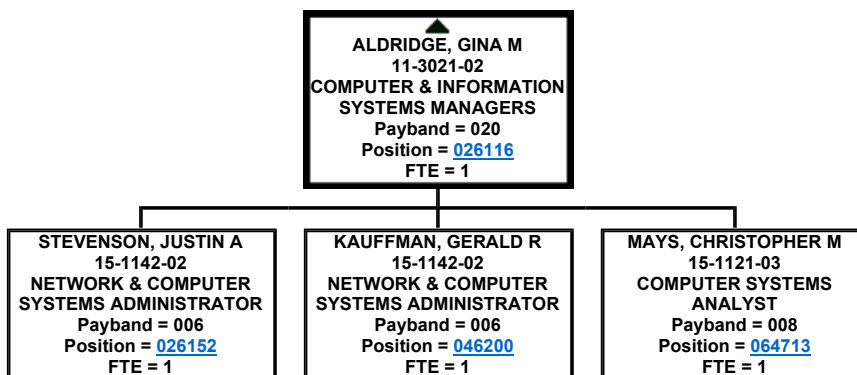 ALDRIDGE, GINA M
11-3021-02
COMPUTER & INFORMATION
SYSTEMS MANAGERS
Payband = 020
Position = 026116
FTE = 1
STEVENSON, JUSTIN A
15-1142-02
NETWORK & COMPUTER
SYSTEMS ADMINISTRATOR
Payband = 006
Position = 026152
FTE = 1
KAUFFMAN, GERALD R
15-1142-02
NETWORK & COMPUTER
SYSTEMS ADMINISTRATOR
Payband = 006
Position = 046200
FTE = 1
MAYS, CHRISTOPHER M
15-1121-03
COMPUTER SYSTEMS
ANALYST
Payband = 008
Position = 064713
FTE = 1